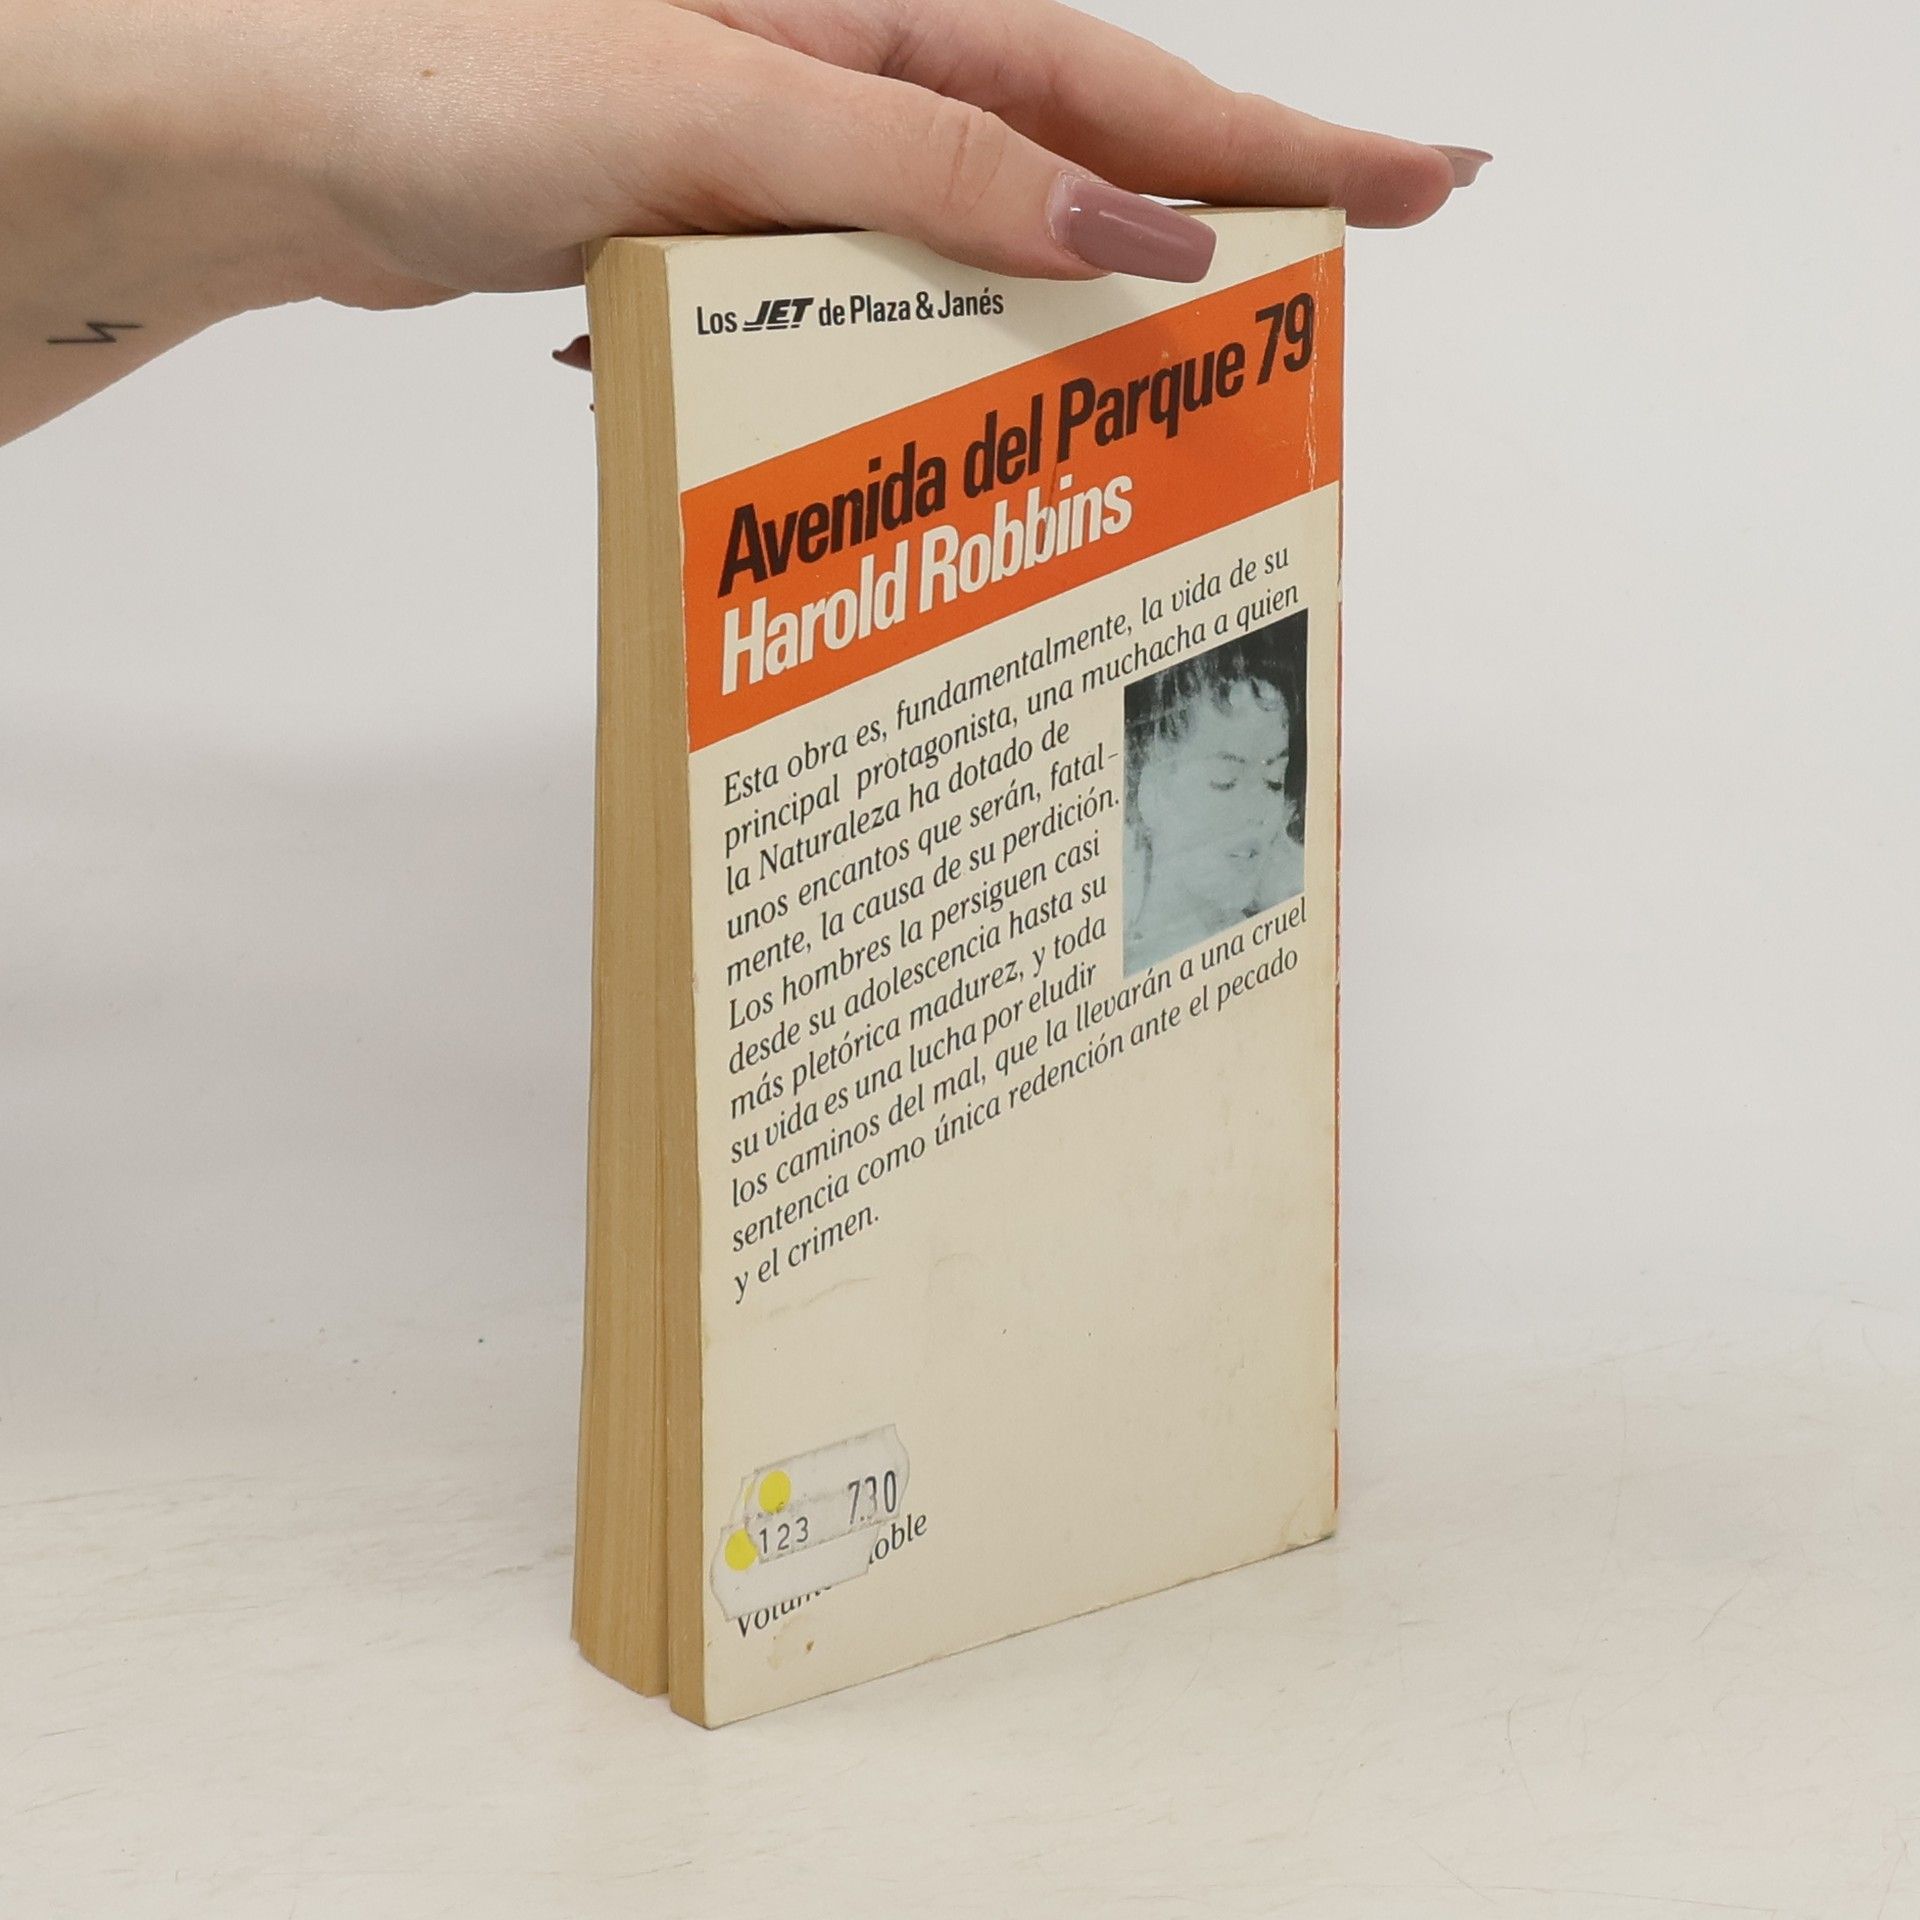 Los JET de Plaza & Janés
Avenida del Parque 79
Harold Robbins
Esta obra es, fundamentalmente, la vida de su
principal protagonista, una muchacha a quien
la Naturaleza ha dotado de
unos encantos que serán, fatal-
mente, la causa de su perdición.
Los hombres la persiguen casi
desde su adolescencia hasta su
más pletórica madurez, y toda
su vida es una lucha por eludir
los caminos del mal, que la llevarán a una cruel
sentencia como única redención ante el pecado
y el crimen.
123 730